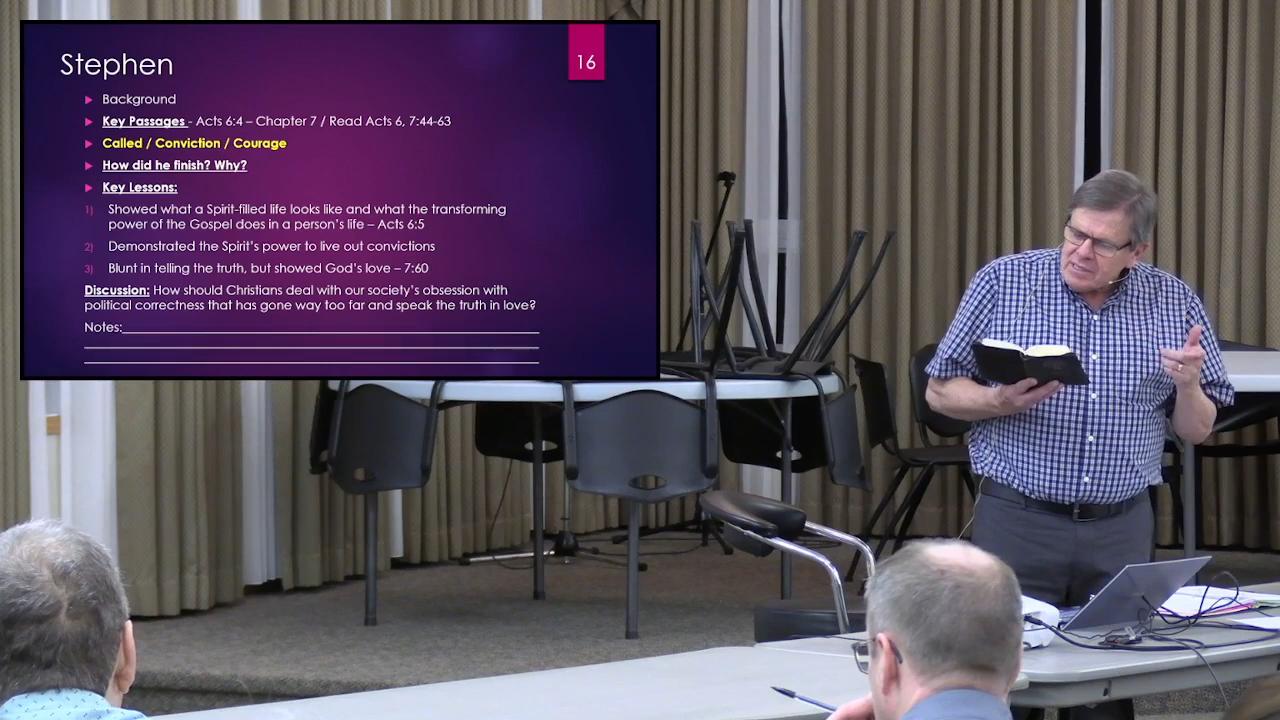 Stephen
16
Background
Key Passages - Acts 6:4 – Chapter 7 / Read Acts 6, 7:44-63
Called / Conviction / Courage
How did he finish? Why?
Key Lessons:
1) Showed what a Spirit-filled life looks like and what the transforming
power of the Gospel does in a person's life – Acts 6:5
2) Demonstrated the Spirit's power to live out convictions
3) Blunt in telling the truth, but showed God's love – 7:60
Discussion: How should Christians deal with our society's obsession with
political correctness that has gone way too far and speak the truth in love?
Notes: